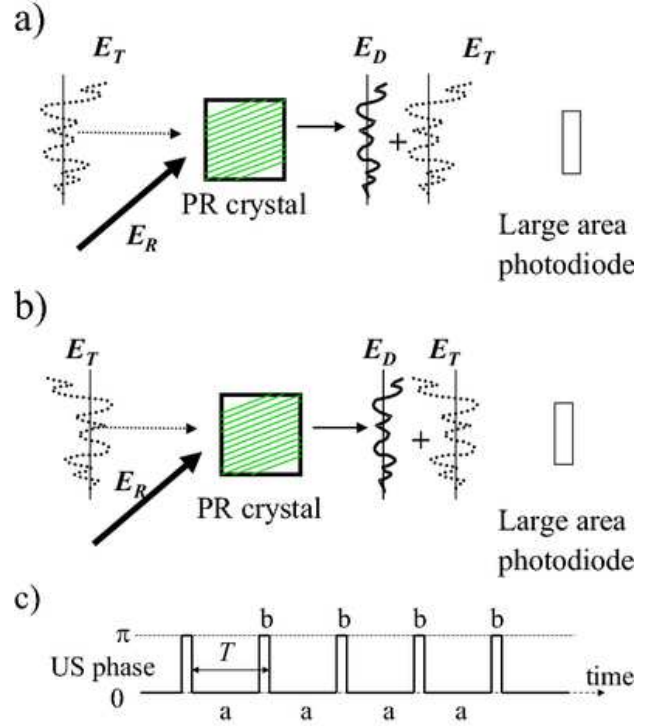 a)
E_T
E_D
E_T
+
PR crystal
E_R
Large area
photodiode
b)
E_T
E_D
E_T
+
E_R
PR crystal
Large area
photodiode
c)
b b b b
π
US phase
T
time
0
a a a a